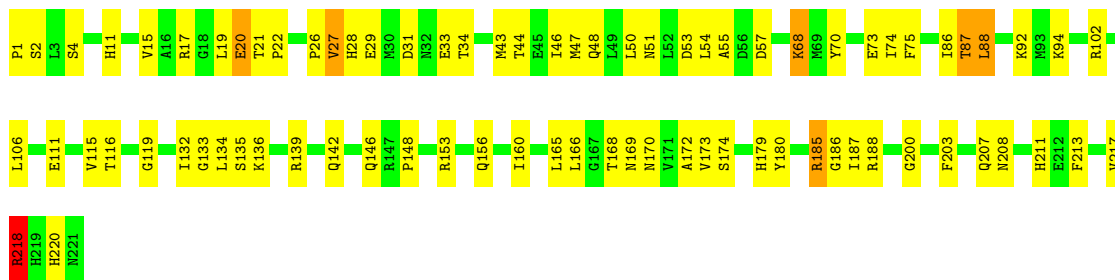 P1 S2 L3 S4 H11 V15 A16 R17 G18 L19 E20 T21 P22 P26 V27 H28 E29 M30 D31 N32 E33 T34 M43 T44 E45 I46 M47 Q48 L49 L50 N51 L52 D53 L54 A55 D56 D57 K68 M69 Y70 E73 I74 F75 I86 T87 L88 K92 M93 K94 R102
L106 E111 V115 T116 G119 I132 G133 L134 S135 K136 R139 Q142 Q146 R147 P148 R153 Q156 I160 L165 L166 G167 T168 N169 N170 V171 A172 V173 S174 H179 Y180 R185 G186 I187 R188 G200 F203 Q207 N208 H211 E212 F213
R218 H219 H220 N221